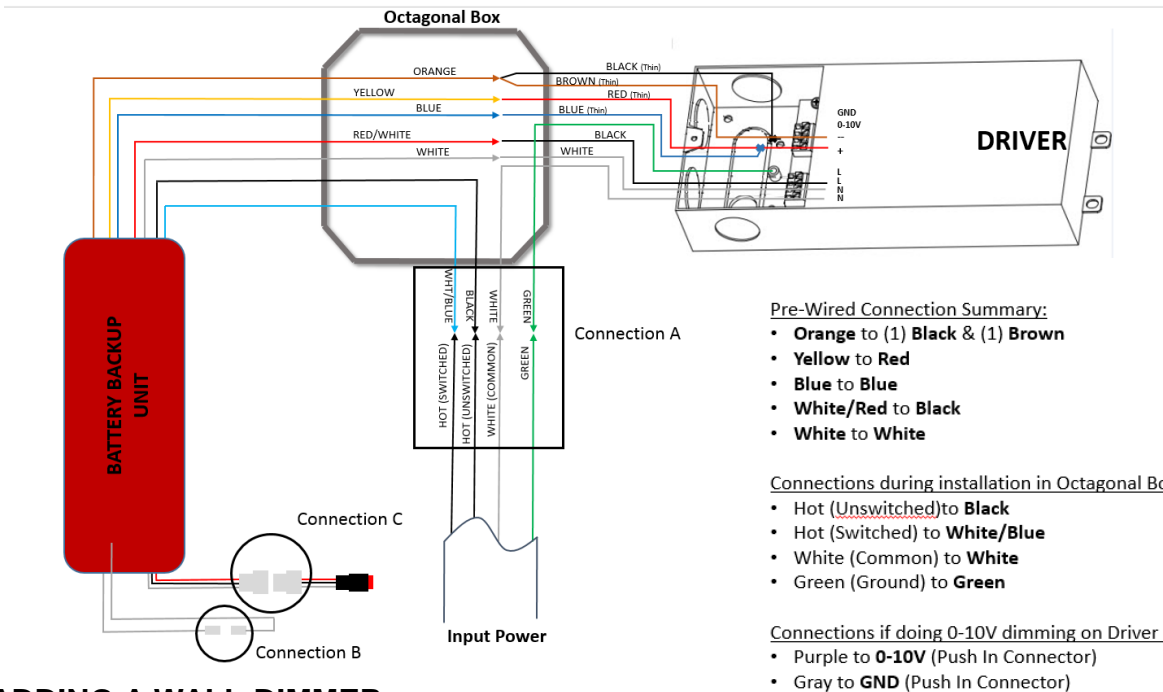 Octagonal Box
ORANGE
BLACK (Thin)
BROWN (Thin)
YELLOW
RED (Thin)
BLUE
BLUE (Thin)
RED/WHITE
BLACK
WHITE
WHITE
GND
0-10V
–
+
L
L
N
N
DRIVER
BATTERY BACKUP
UNIT
WHT/BLUE
BLACK
WHITE
GREEN
HOT (SWITCHED)
HOT (UNSWITCHED)
WHITE (COMMON)
GREEN
Connection A
Pre-Wired Connection Summary:
• Orange to (1) Black & (1) Brown
• Yellow to Red
• Blue to Blue
• White/Red to Black
• White to White
Connections during installation in Octagonal Bo
• Hot (Unswitched)to Black
• Hot (Switched) to White/Blue
• White (Common) to White
• Green (Ground) to Green
Connections if doing 0-10V dimming on Driver
• Purple to 0-10V (Push In Connector)
• Gray to GND (Push In Connector)
Connection C
Connection B
Input Power
ADDING A WALL DIMMER